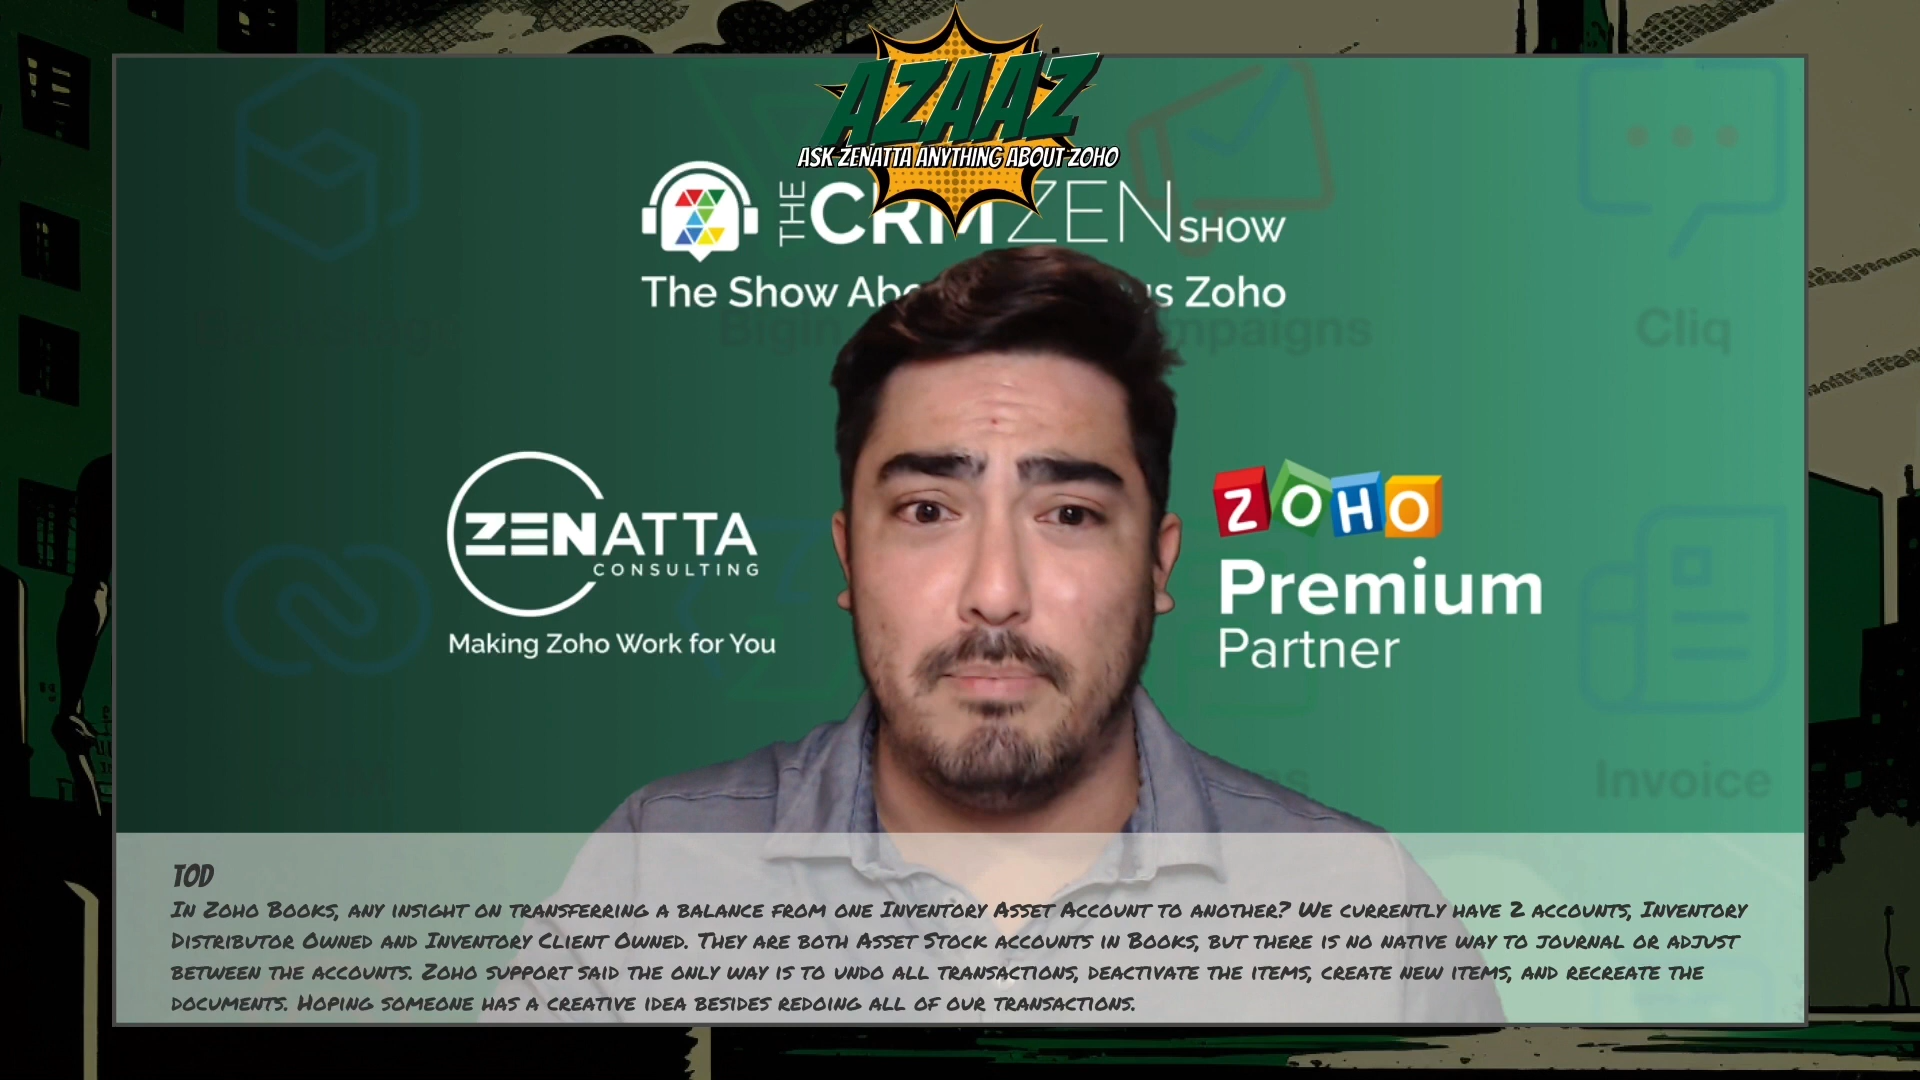 AZAAZ
ASK ZENATTA ANYTHING ABOUT ZOHO
THE CRM ZEN SHOW
The Show Abo us Zoho
Bigin mpaigns Cliq
ZENATTA
CONSULTING
Making Zoho Work for You
ZOHO
Premium
Partner
Invoice
TOD
IN ZOHO BOOKS, ANY INSIGHT ON TRANSFERRING A BALANCE FROM ONE INVENTORY ASSET ACCOUNT TO ANOTHER? WE CURRENTLY HAVE 2 ACCOUNTS, INVENTORY
DISTRIBUTOR OWNED AND INVENTORY CLIENT OWNED. THEY ARE BOTH ASSET STOCK ACCOUNTS IN BOOKS, BUT THERE IS NO NATIVE WAY TO JOURNAL OR ADJUST
BETWEEN THE ACCOUNTS. ZOHO SUPPORT SAID THE ONLY WAY IS TO UNDO ALL TRANSACTIONS, DEACTIVATE THE ITEMS, CREATE NEW ITEMS, AND RECREATE THE
DOCUMENTS. HOPING SOMEONE HAS A CREATIVE IDEA BESIDES REDOING ALL OF OUR TRANSACTIONS.